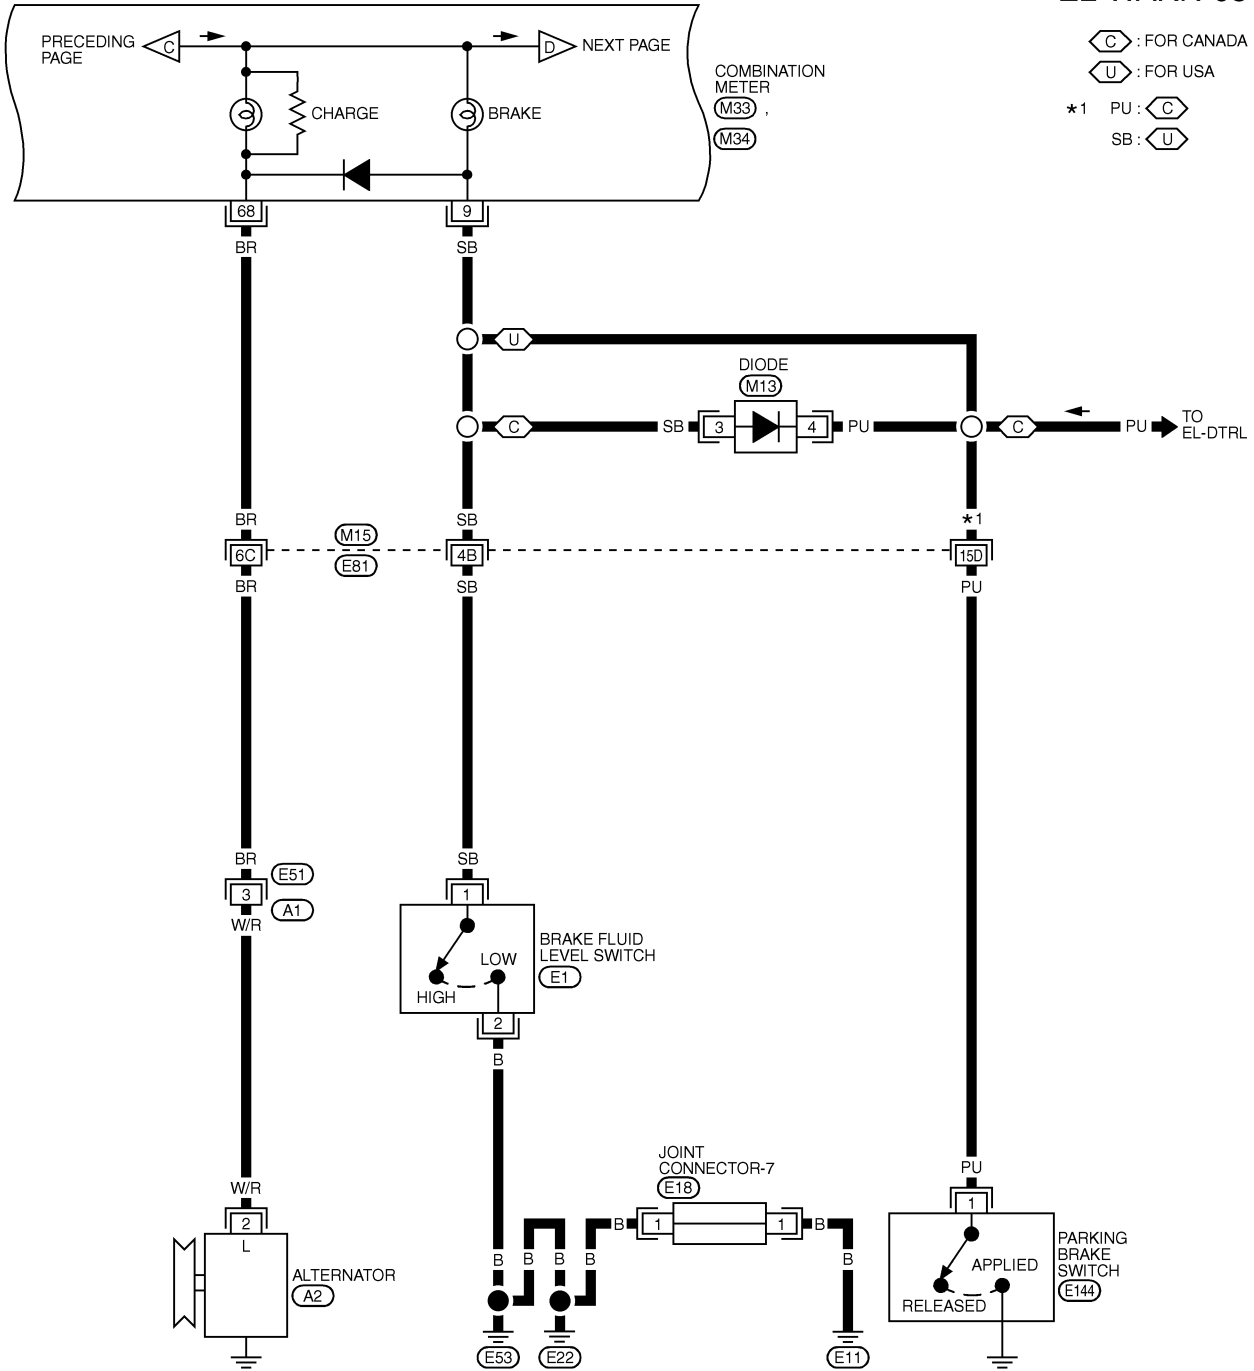 PRECEDING
PAGE
C
D
NEXT PAGE
C : FOR CANADA
U : FOR USA
*1 PU : C
SB : U
COMBINATION
METER
M33 ,
M34
CHARGE
BRAKE
68
9
BR
SB
U
DIODE
M13
C
SB
3
4
PU
C
PU
TO
EL-DTRL
BR
SB
*1
M15
6C
4B
15D
E81
BR
SB
PU
BR
SB
E51
3
1
A1
W/R
BRAKE FLUID
LEVEL SWITCH
E1
LOW
HIGH
2
B
JOINT
CONNECTOR-7
E18
PU
W/R
1
2
B
1
1
B
L
PARKING
BRAKE
SWITCH
E144
APPLIED
RELEASED
B
B
B
B
B
ALTERNATOR
A2
E53
E22
E11